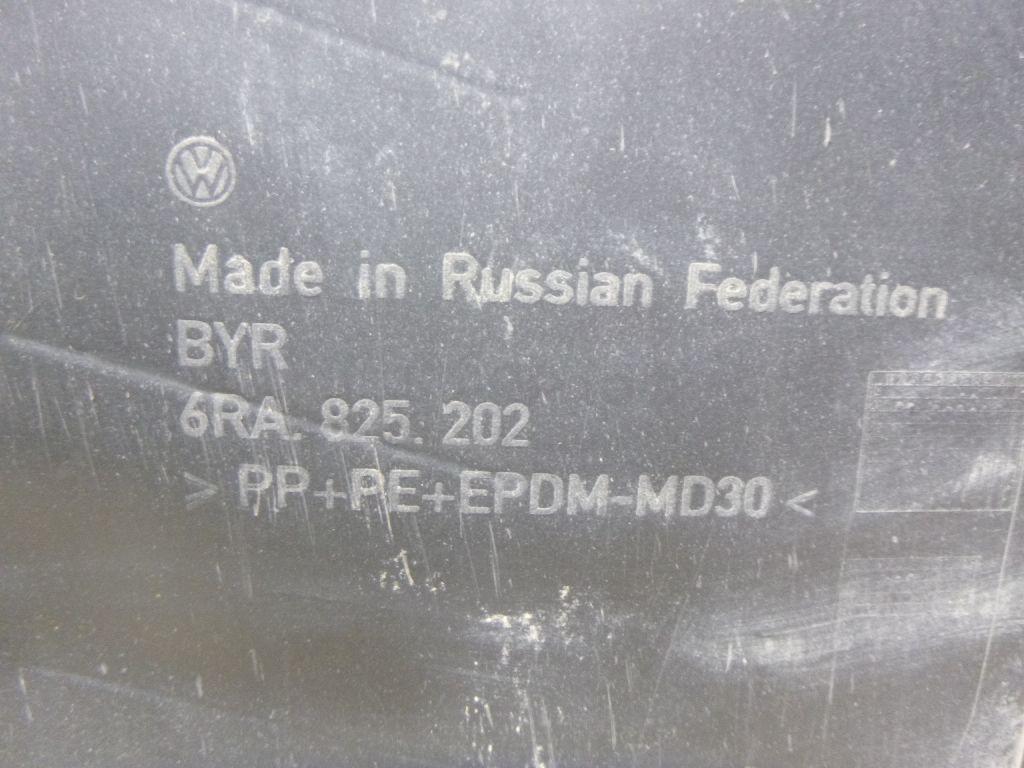 Made in Russian Federation
BYR
6RA. 825. 202
> PP+PE+EPDM-MD30 <